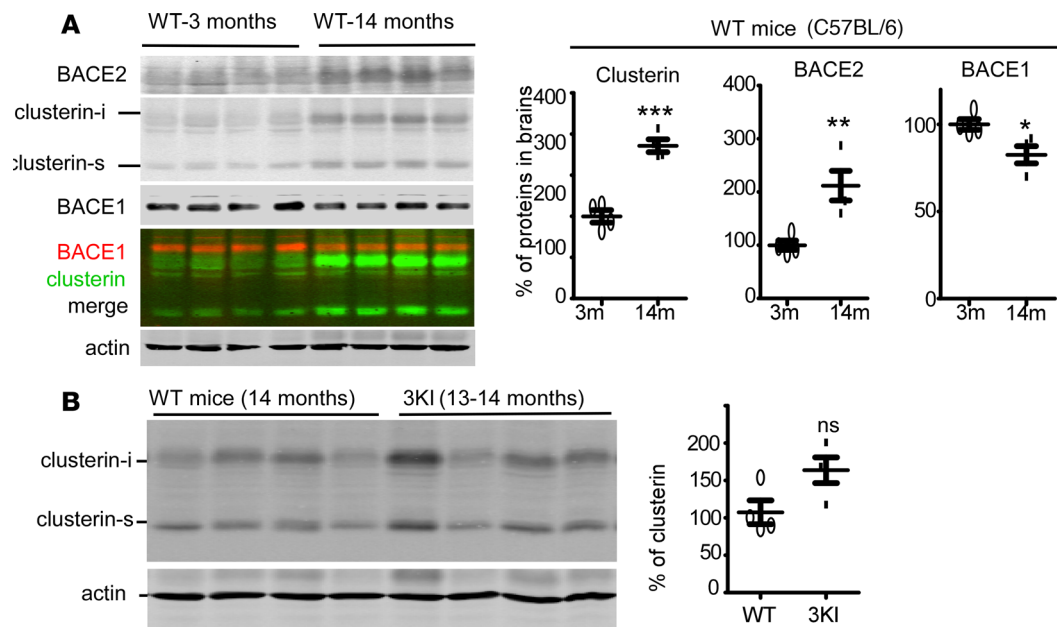 A
WT-3 months WT-14 months
BACE2
clusterin-i
clusterin-s
BACE1
BACE1
clusterin
merge
actin
WT mice (C57BL/6)
Clusterin BACE2 BACE1
% of proteins in brains
400
300
200
100
0
***
3m 14m
400
300
200
100
0
**
3m 14m
100
50
0
*
3m 14m
B
WT mice (14 months) 3KI (13-14 months)
clusterin-i
clusterin-s
actin
% of clusterin
200
150
100
50
0
ns
WT 3KI